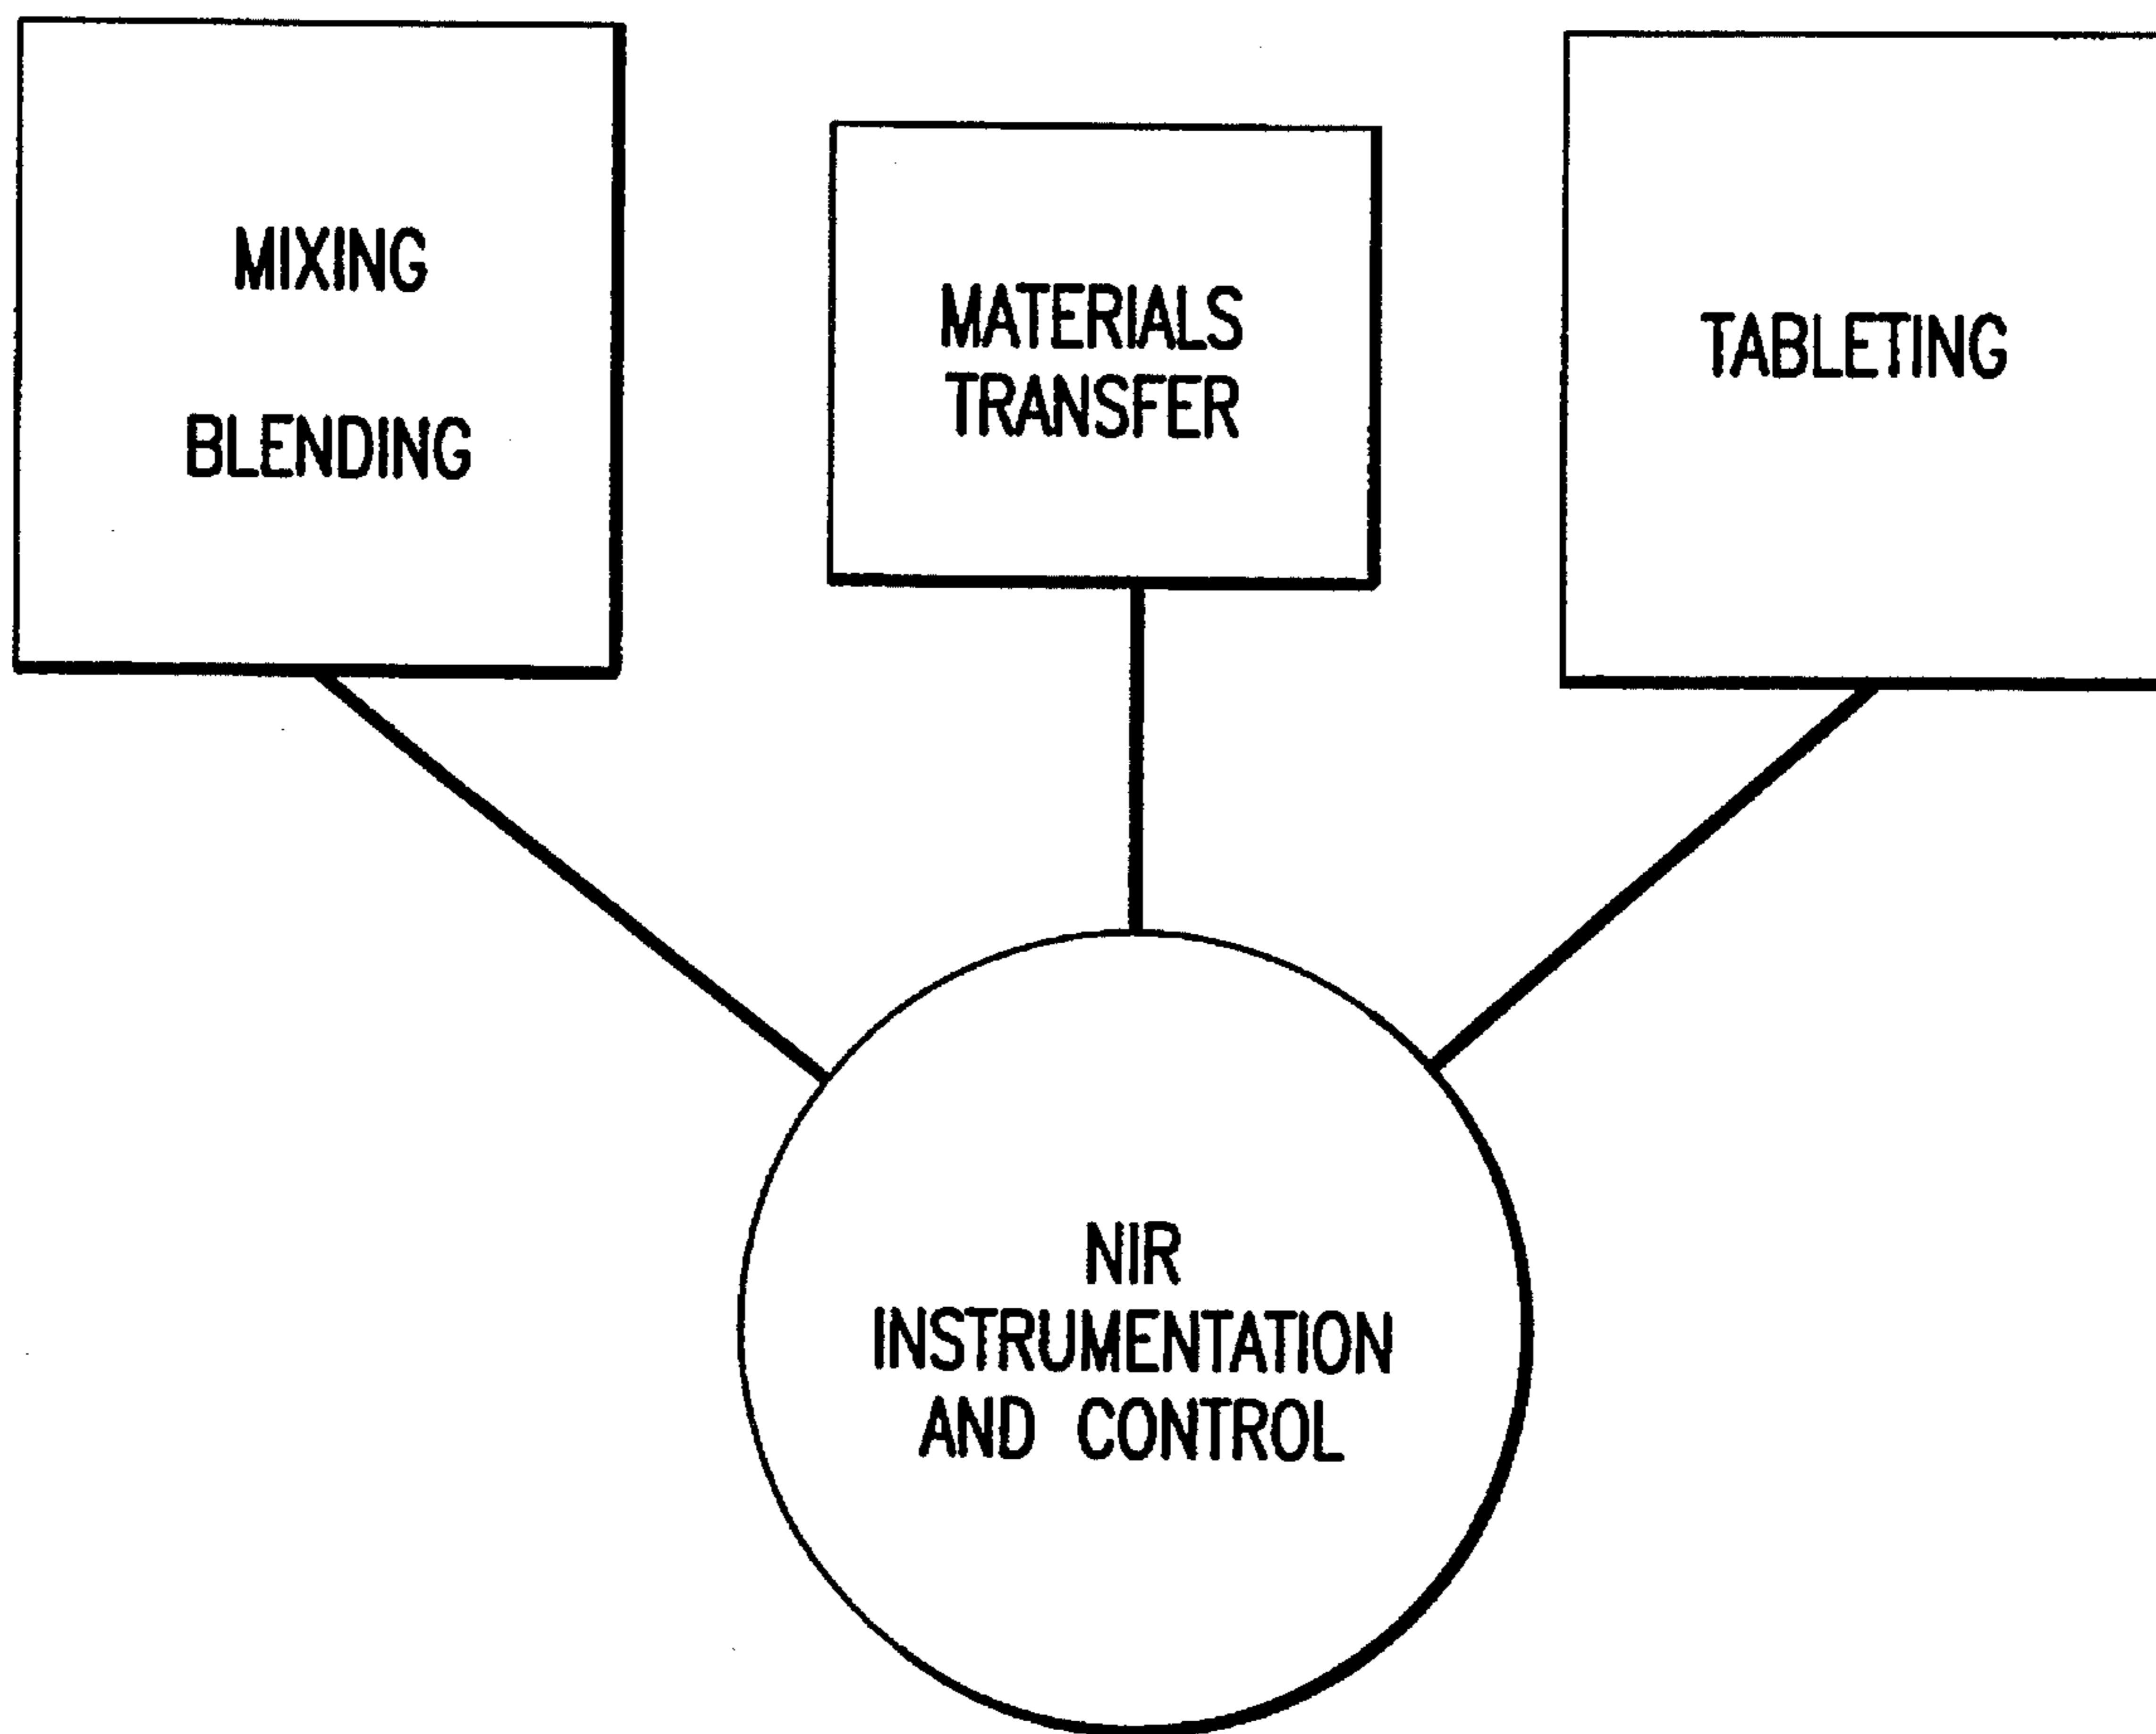 MIXING
BLENDING
MATERIALS
TRANSFER
TABLETING
NIR
INSTRUMENTATION
AND CONTROL